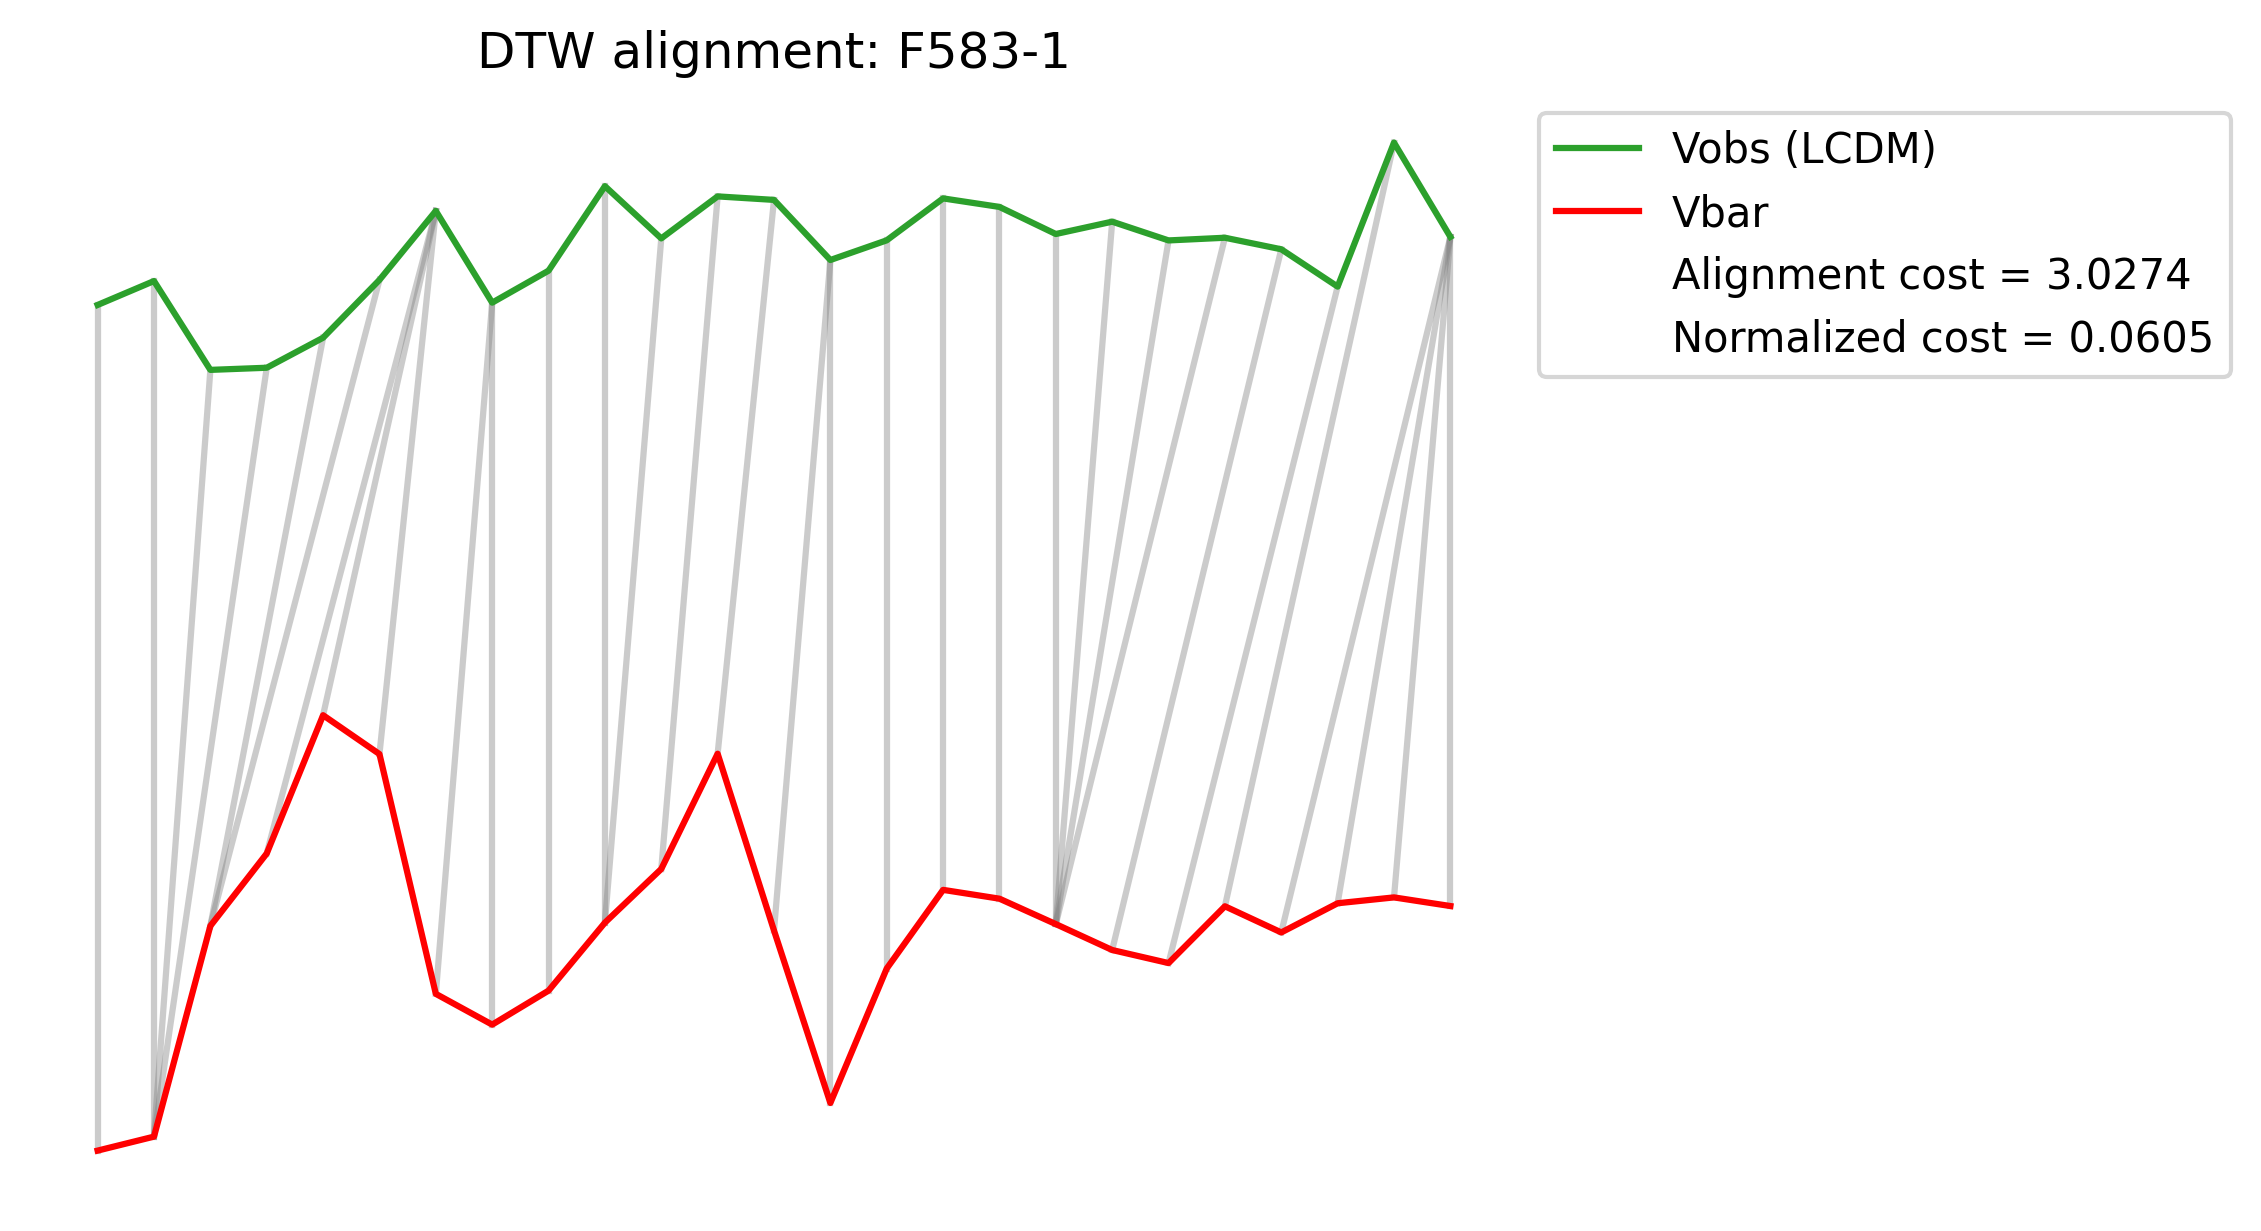 DTW alignment: F583-1
Vobs (LCDM)
Vbar
Alignment cost = 3.0274
Normalized cost = 0.0605